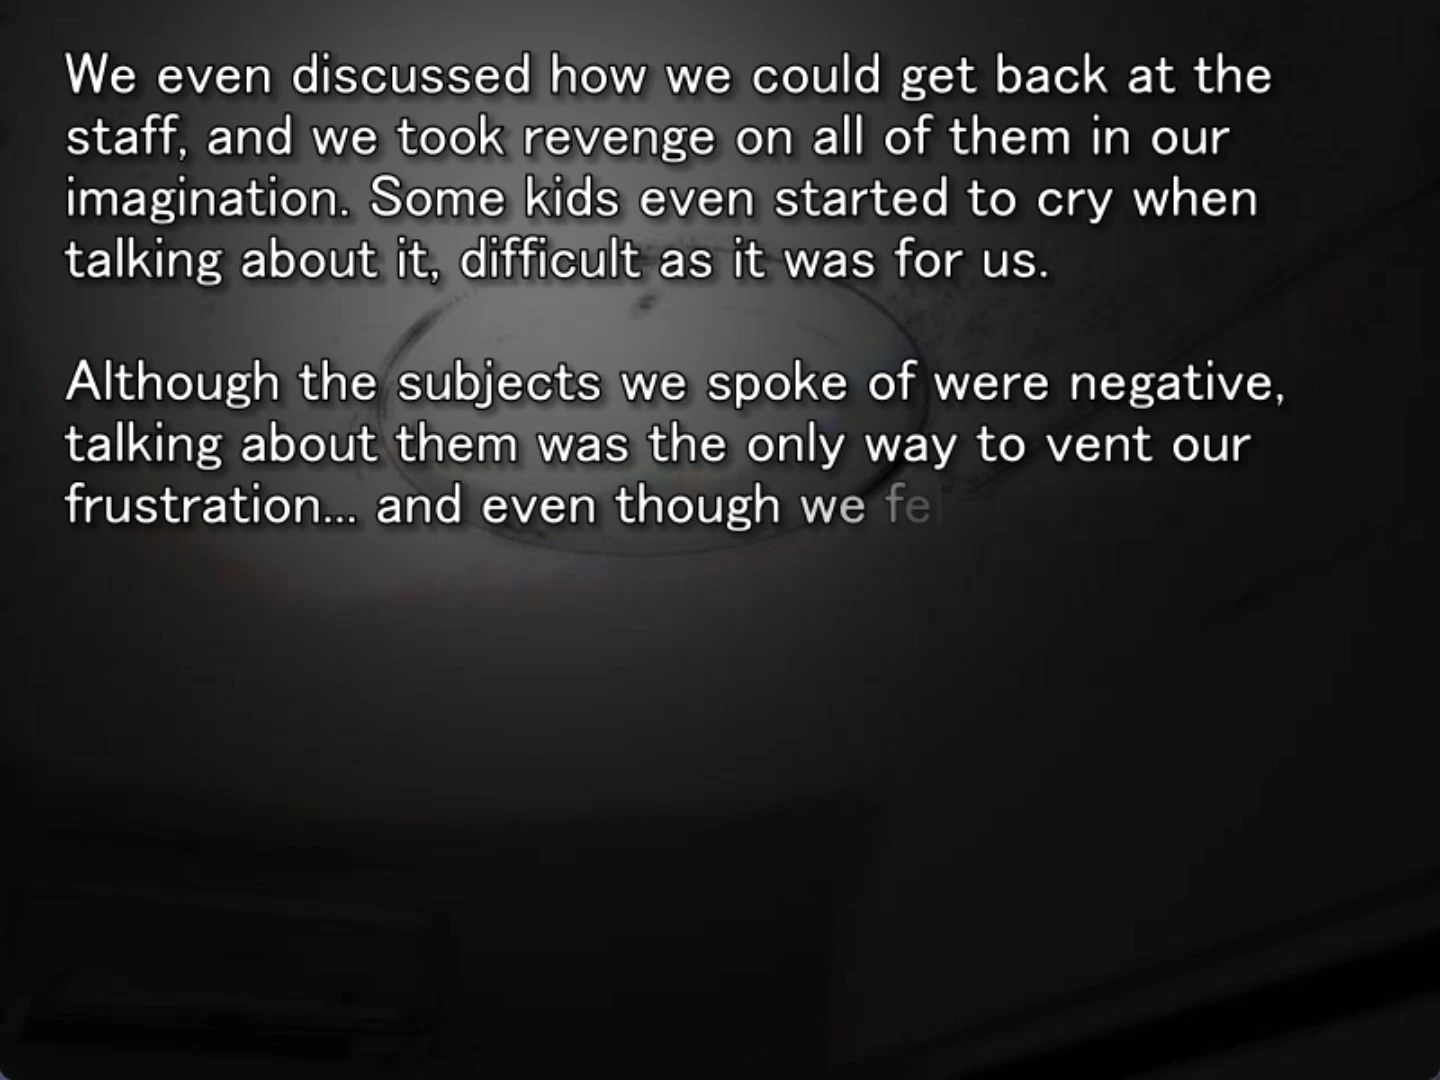 We even discussed how we could get back at the
staff, and we took revenge on all of them in our
imagination. Some kids even started to cry when
talking about it, difficult as it was for us.
Although the subjects we spoke of were negative,
talking about them was the only way to vent our
frustration... and even though we fe